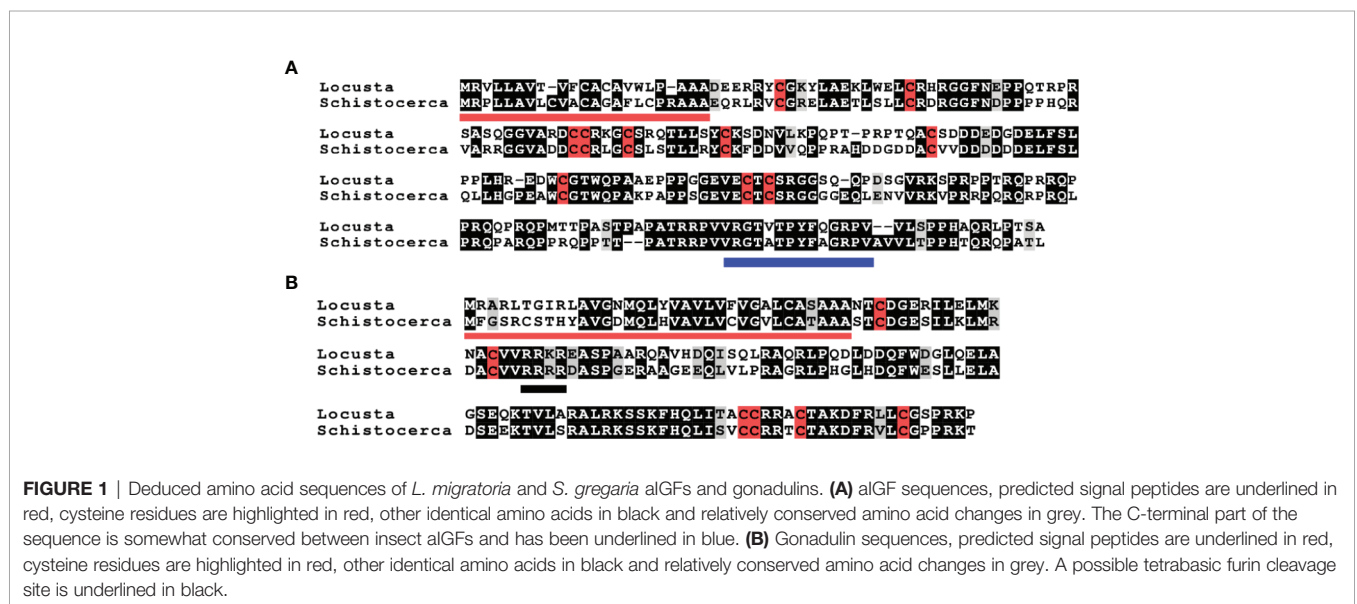 A
Locusta MRVLLAVT-VFCACAVWLP-AAADEERRYCGKYLAEKLWELCRHRGGFNEPPQTRPR
Schistocerca MRPLLAVLCVACAGAFLCPRAAAEQRLRVCGRELAETLSLLCRDRGGFNDPPPPHQR
Locusta SASQGGVARDCCRKGCSRQTLLSYCKSDNVLKPQPT-PRPTQACSDDDEDGDELFSL
Schistocerca VARRGGVADDCCRLGCSLSTLLRYCKFDDVVQPPRAHDDGDDACVVDDDDDDELFSL
Locusta PPLHR-EDWCGTWQPAAEPPPGGEVECTCSRGGSQ-QPDSGVRKSPRPPTRQPRRQP
Schistocerca QLLHGPEAWCGTWQPAKPAPPSGEVECTCSRGGGGEQLENVVRKVPRRPQRQRPRQL
Locusta PRQQPRQPMTTPASTPAPATRRPVVRGTVTPYFQGRPV--VLSPPHAQRLPTSA
Schistocerca PRQPARQPPRQPPTT--PATRRPVVRGTATPYFAGRPVAVVLTPPHTQRQPATL
B
Locusta MRARLTGIRLAVGNMQLYVAVLVFVGALCASAAANTCDGERILELMK
Schistocerca MFGSRCSTHYAVGDMQLHVAVLVCVGVLCATAAASTCDGESILKLMR
Locusta NACVVRRKREASPAARQAVHDQISQLRAQRLPQDLDDQFWDGLQELA
Schistocerca DACVVRRRRDASPGERAAGEEQLVLPRAGRLPHGLHDQFWESLLELA
Locusta GSEQKTVLARALRKSSKFHQLITACCRRACTAKDFRLLCGSPRKP
Schistocerca DSEEKTVLSRALRKSSKFHQLISVCCRRTCTAKDFRVLCGPPRKT
FIGURE 1 | Deduced amino acid sequences of L. migratoria and S. gregaria aIGFs and gonadulins. (A) aIGF sequences, predicted signal peptides are underlined in
red, cysteine residues are highlighted in red, other identical amino acids in black and relatively conserved amino acid changes in grey. The C-terminal part of the
sequence is somewhat conserved between insect aIGFs and has been underlined in blue. (B) Gonadulin sequences, predicted signal peptides are underlined in red,
cysteine residues are highlighted in red, other identical amino acids in black and relatively conserved amino acid changes in grey. A possible tetrabasic furin cleavage
site is underlined in black.